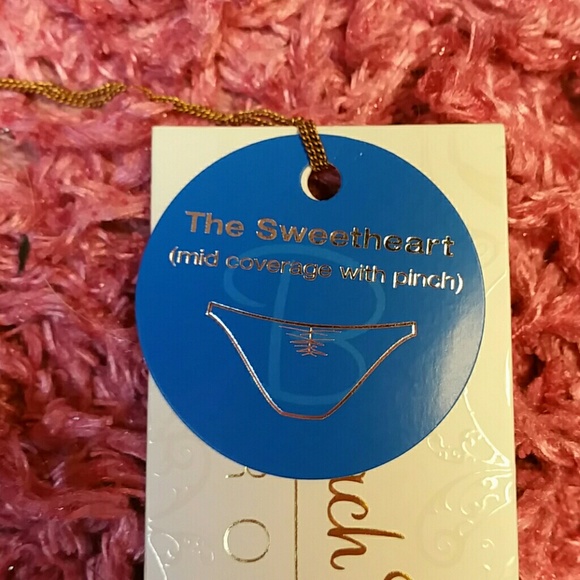 The Sweetheart
(mid coverage with pinch)
B
R
O